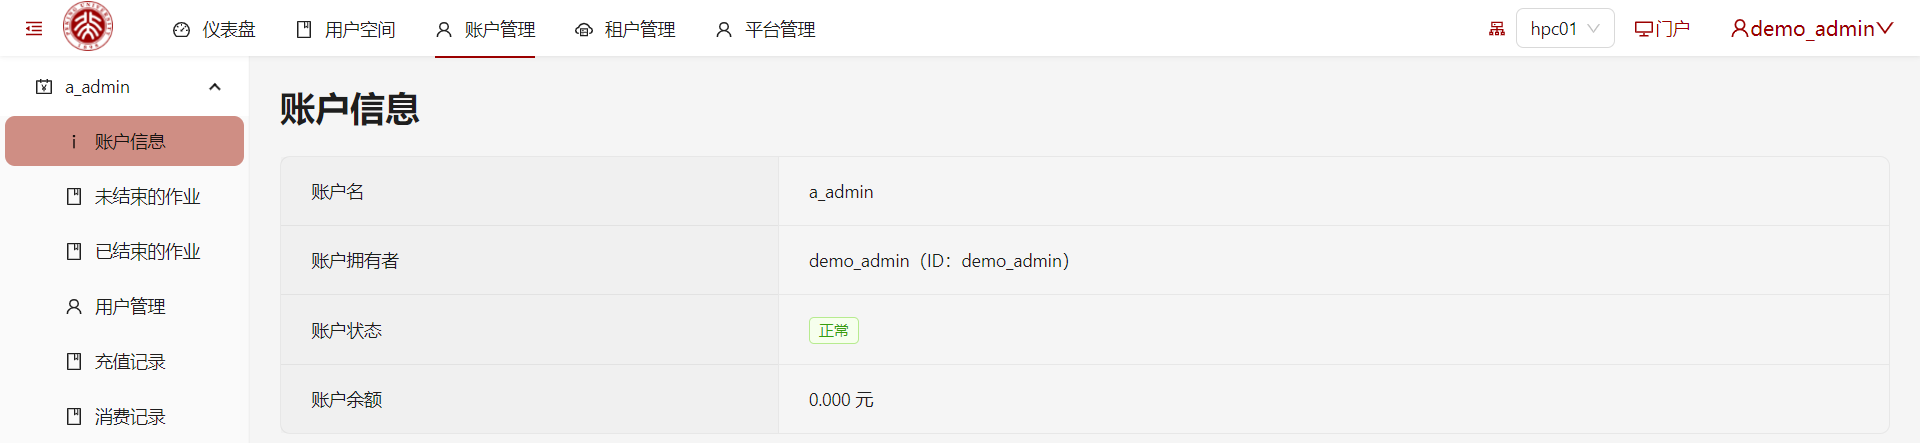 仪表盘 用户空间 账户管理 租户管理 平台管理 hpc01 门户 demo_admin
PEKING UNIVERSITY
1898
a_admin
账户信息
未结束的作业
已结束的作业
用户管理
充值记录
消费记录
账户信息
账户名 a_admin
账户拥有者 demo_admin（ID：demo_admin）
账户状态 正常
账户余额 0.000 元